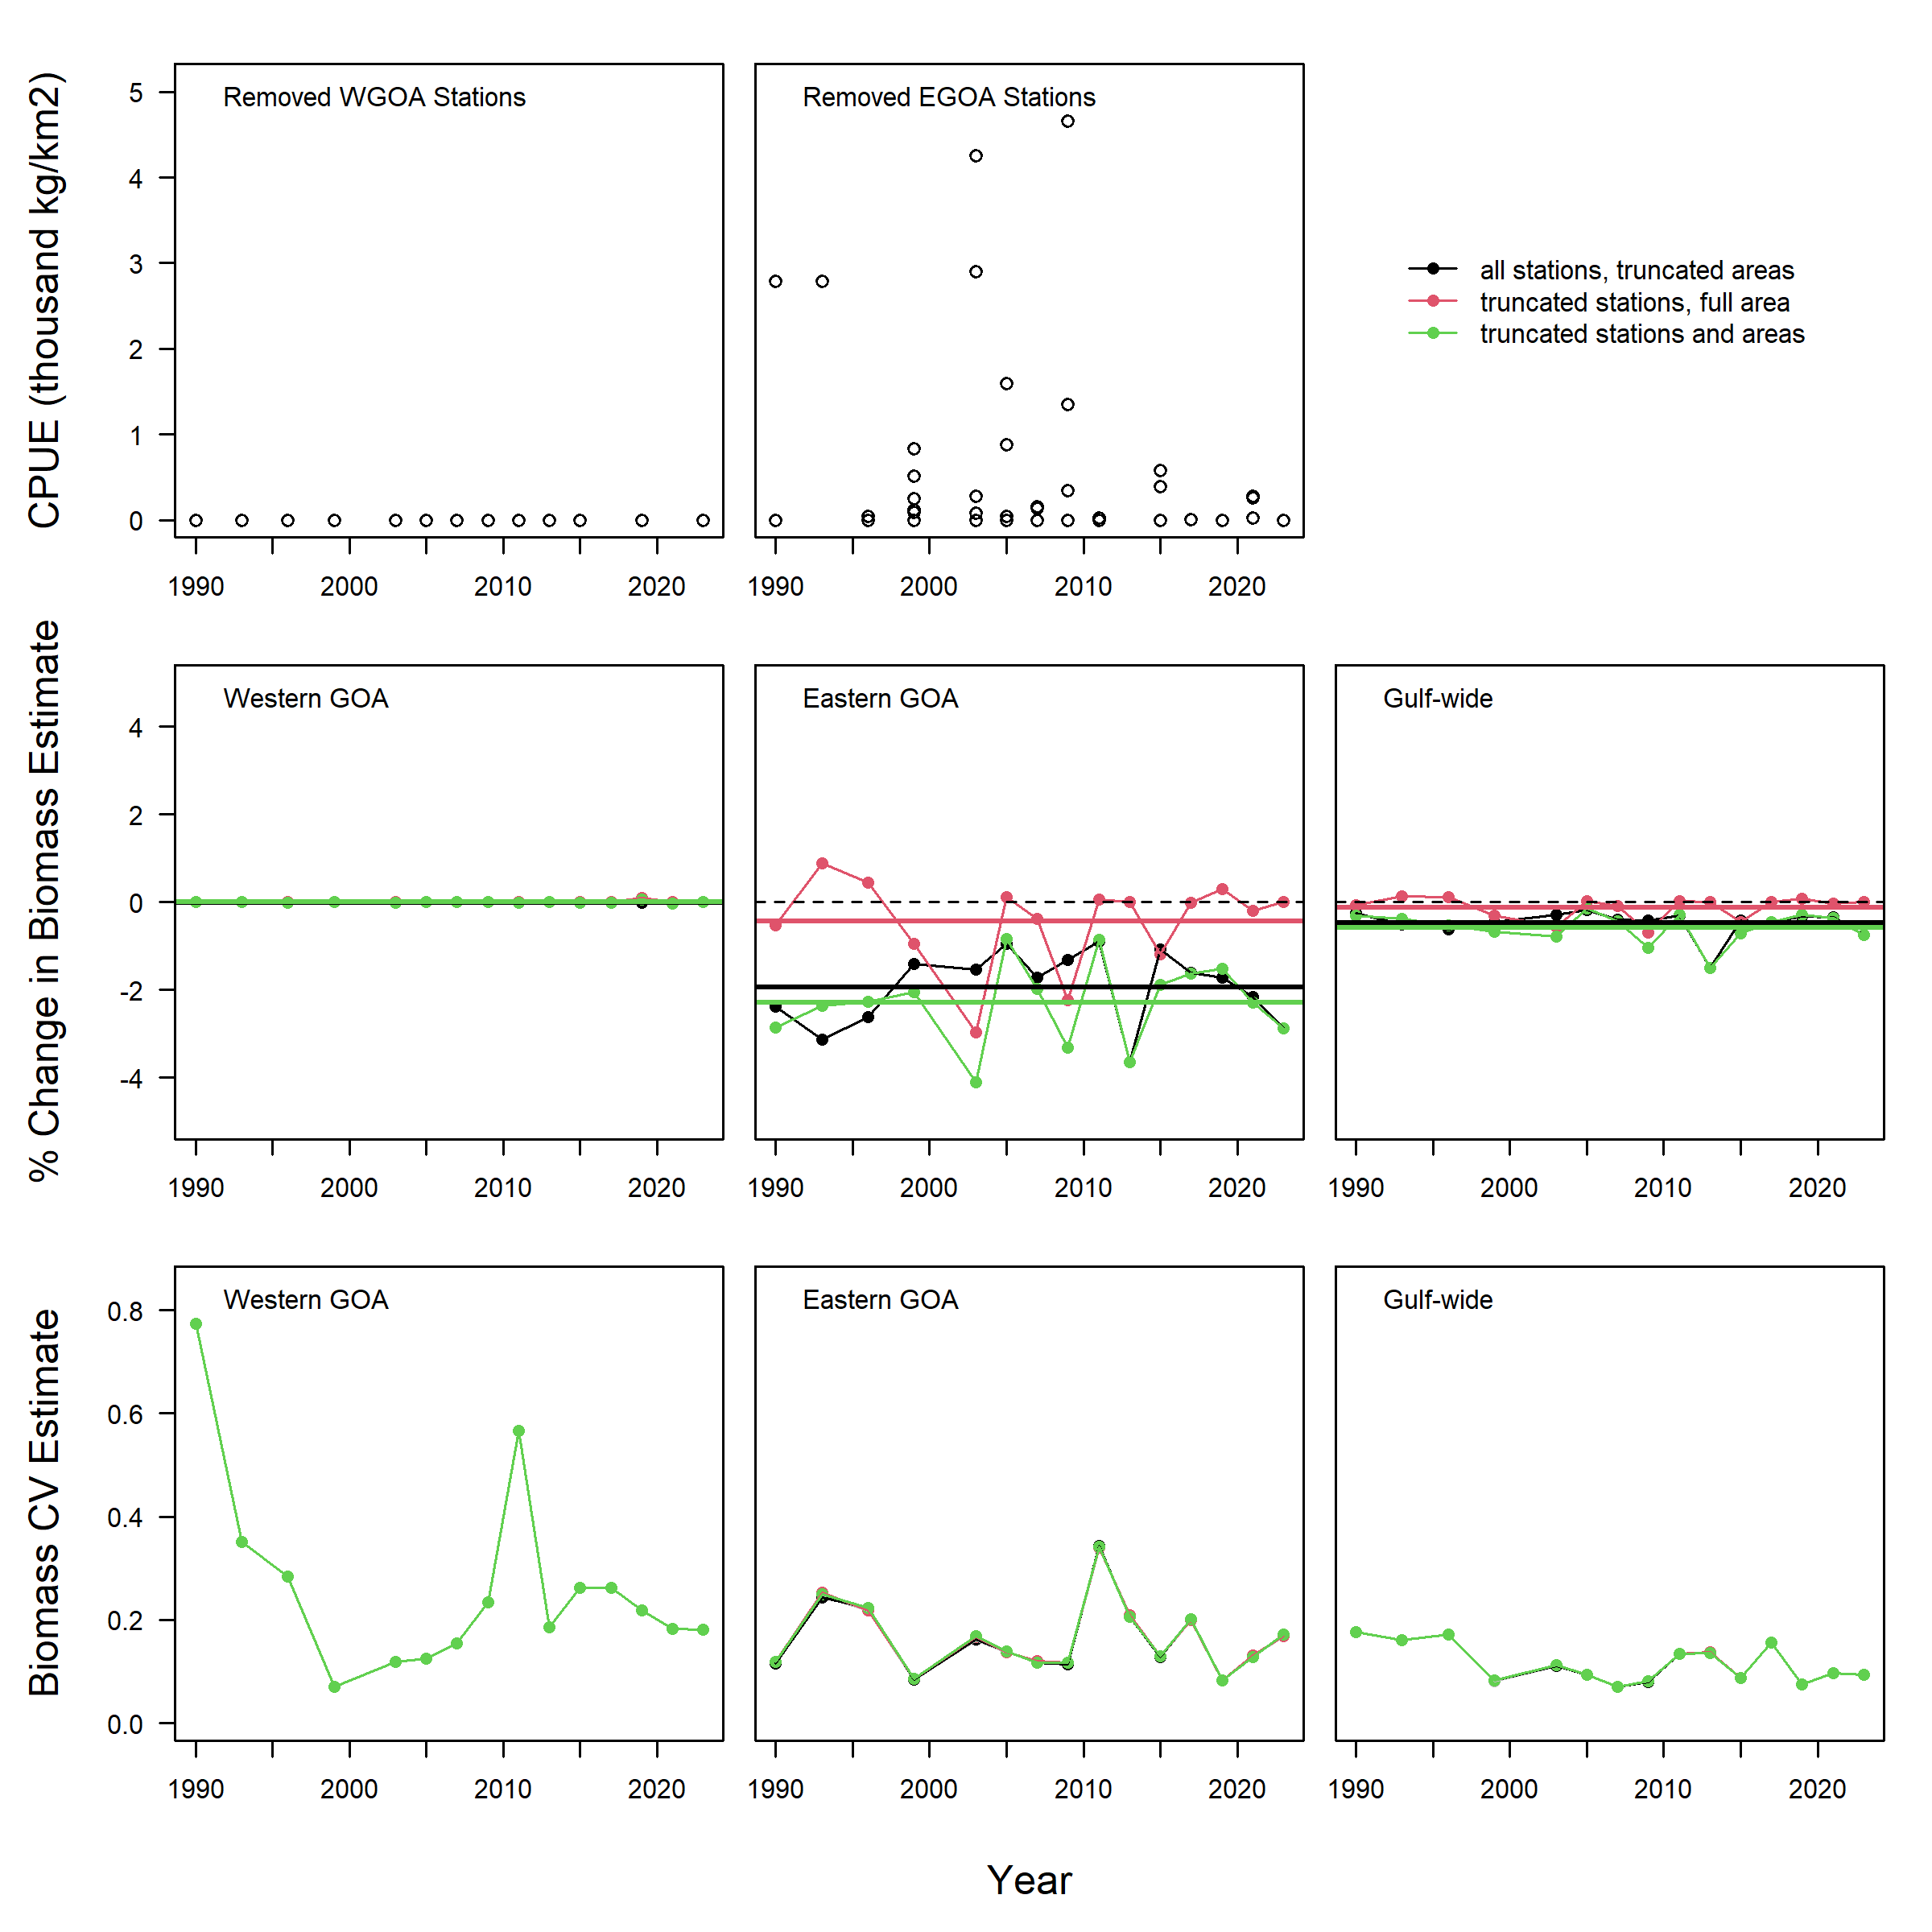 CPUE (thousand kg/km2)
Removed WGOA Stations
5
4
3
2
1
0
1990 2000 2010 2020
Removed EGOA Stations
1990 2000 2010 2020
all stations, truncated areas
truncated stations, full area
truncated stations and areas
% Change in Biomass Estimate
Western GOA
4
2
0
-2
-4
1990 2000 2010 2020
Eastern GOA
1990 2000 2010 2020
Gulf-wide
1990 2000 2010 2020
Biomass CV Estimate
Western GOA
0.8
0.6
0.4
0.2
0.0
1990 2000 2010 2020
Eastern GOA
1990 2000 2010 2020
Gulf-wide
1990 2000 2010 2020
Year